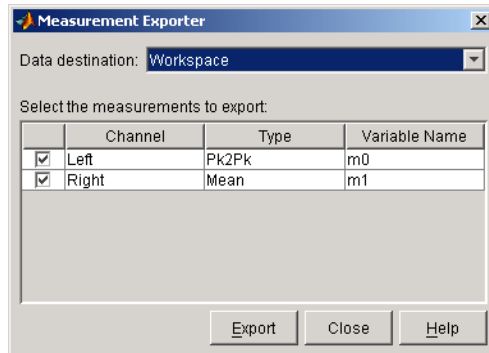 Measurement Exporter
Data destination: Workspace
Select the measurements to export:
Channel Type Variable Name
Left Pk2Pk m0
Right Mean m1
Export Close Help